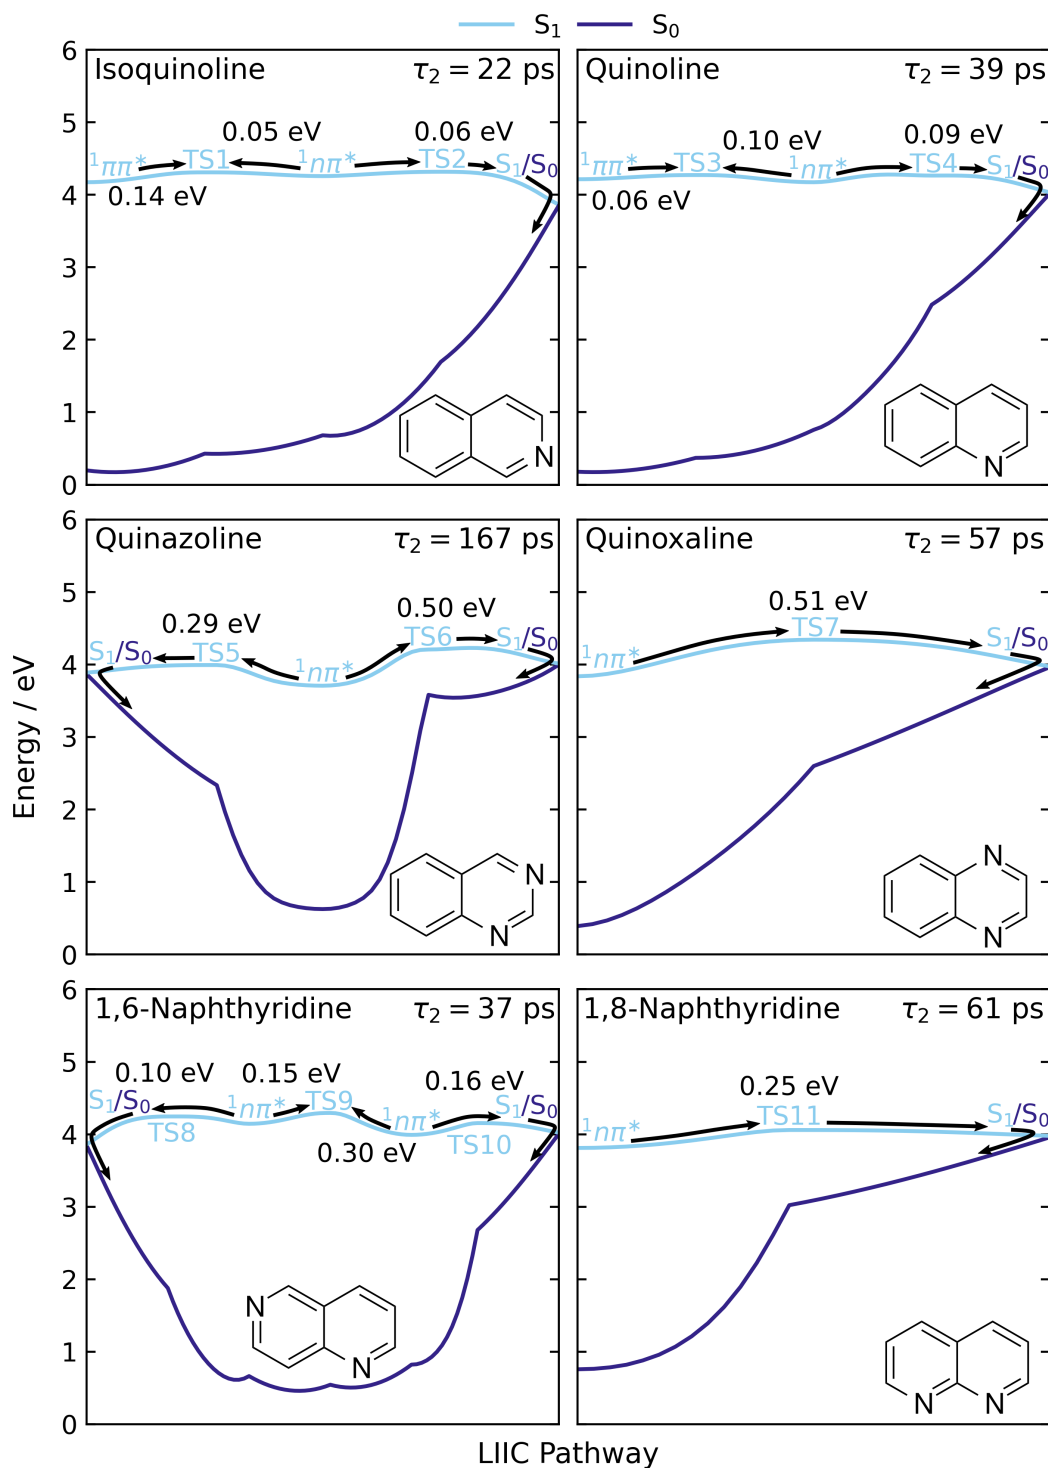 S₁ S₀
Isoquinoline τ₂ = 22 ps
0.05 eV 0.06 eV
¹ππ* TS1 ¹nπ* TS2 S₁/S₀
0.14 eV
N
Quinoline τ₂ = 39 ps
0.10 eV 0.09 eV
¹ππ* TS3 ¹nπ* TS4 S₁/S₀
0.06 eV
N
6
5
4
3
2
1
0
Quinazoline τ₂ = 167 ps
0.29 eV 0.50 eV
S₁/S₀ TS5 ¹nπ* TS6 S₁/S₀
N
N
Quinoxaline τ₂ = 57 ps
0.51 eV
¹nπ* TS7 S₁/S₀
N
N
6
5
4
3
2
1
0
Energy / eV
1,6-Naphthyridine τ₂ = 37 ps
0.10 eV 0.15 eV 0.16 eV
S₁/S₀ ¹nπ* TS9 ¹nπ* S₁/S₀
TS8 0.30 eV TS10
N
N
1,8-Naphthyridine τ₂ = 61 ps
0.25 eV
¹nπ* TS11 S₁/S₀
N N
6
5
4
3
2
1
0
LIIC Pathway